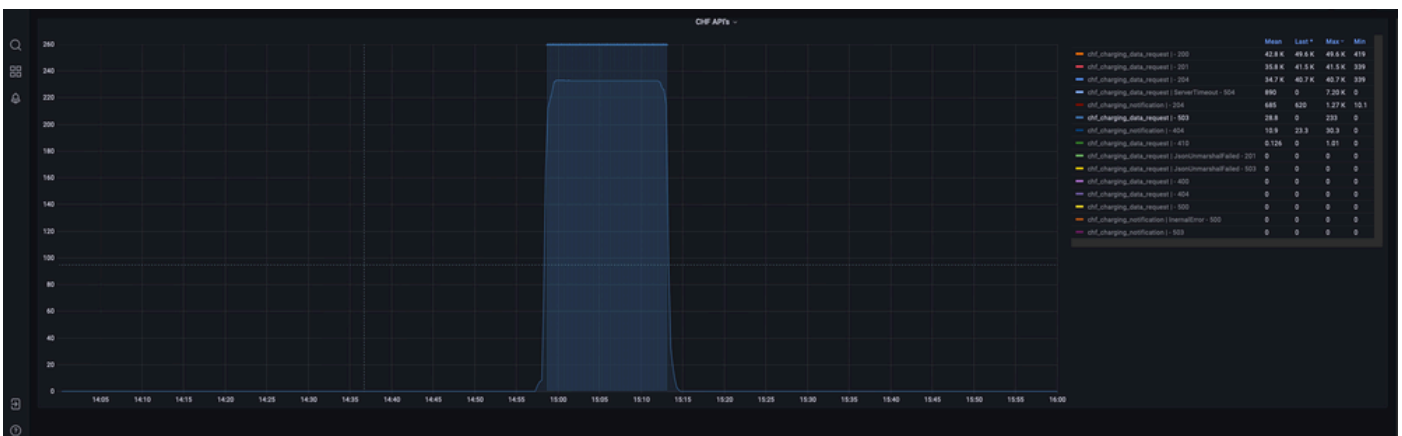 CHF API's
260
240
220
200
180
160
140
120
100
80
60
40
20
0
14:05 14:10 14:15 14:20 14:25 14:30 14:35 14:40 14:45 14:50 14:55 15:00 15:05 15:10 15:15 15:20 15:25 15:30 15:35 15:40 15:45 15:50 15:55 16:00
Mean Last * Max Min
chf_charging_data_request | - 200 42.8 K 49.6 K 49.6 K 419
chf_charging_data_request | - 201 35.8 K 41.5 K 41.5 K 339
chf_charging_data_request | - 204 34.7 K 40.7 K 40.7 K 339
chf_charging_data_request | ServerTimeout - 504 890 0 7.20 K 0
chf_charging_notification | - 204 685 620 1.27 K 10.1
chf_charging_data_request | - 503 28.8 0 233 0
chf_charging_notification | - 404 10.9 23.3 30.3 0
chf_charging_data_request | - 410 0.126 0 1.01 0
chf_charging_data_request | JsonUnmarshalFailed - 201 0 0 0 0
chf_charging_data_request | JsonUnmarshalFailed - 503 0 0 0 0
chf_charging_data_request | - 400 0 0 0 0
chf_charging_data_request | - 404 0 0 0 0
chf_charging_data_request | - 500 0 0 0 0
chf_charging_notification | InernalError - 500 0 0 0 0
chf_charging_notification | - 503 0 0 0 0